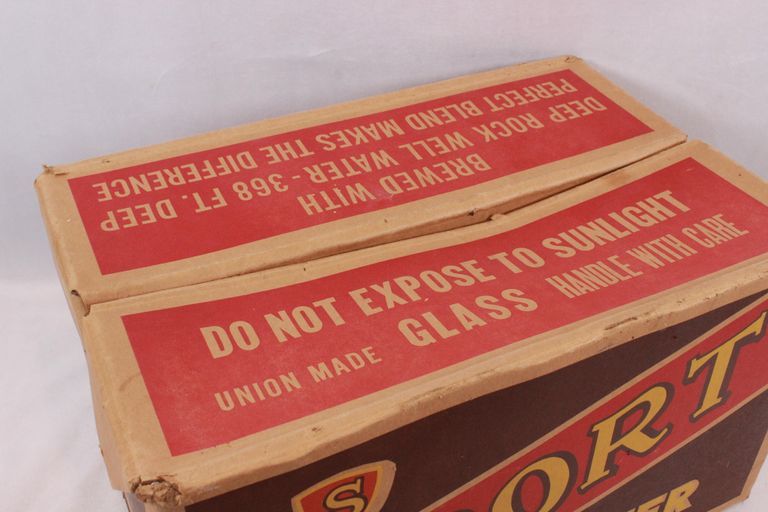 DEEP ROCK WELL WATER - 368 FT. DEEP
BREWED WITH
PERFECT BLEND MAKES THE DIFFERENCE
DO NOT EXPOSE TO SUNLIGHT
UNION MADE GLASS HANDLE WITH CARE
S
ORT